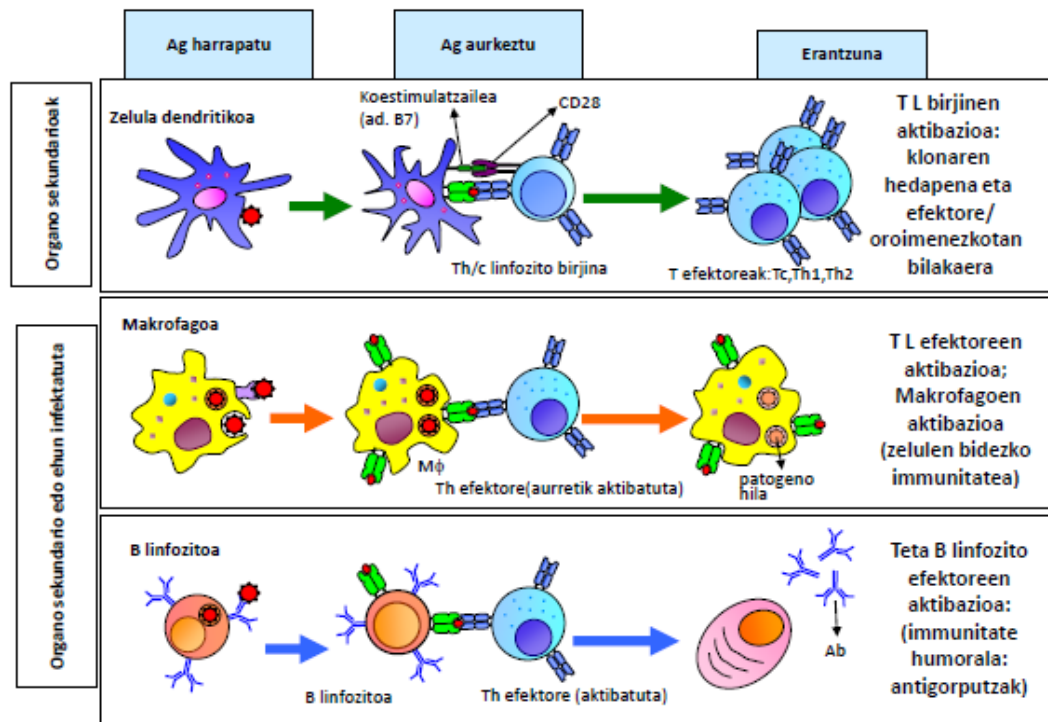 Ag harrapatu
Ag aurkeztu
Erantzuna
Organo sekundarioak
Zelula dendritikoa
Koestimulatzailea
(ad. B7)
CD28
Th/c linfozito birjina
T efektoreak:Tc,Th1,Th2
T L birjinen
aktibazioa:
klonaren
hedapena eta
efektore/
oroimenezkotan
bilakaera
Organo sekundario edo ehun infektatuta
Makrofagoa
Mϕ
Th efektore(aurretik aktibatuta)
patogeno
hila
T L efektoreen
aktibazioa;
Makrofagoen
aktibazioa
(zelulen bidezko
immunitatea)
B linfozitoa
B linfozitoa
Th efektore (aktibatuta)
Ab
Teta B linfozito
efektoreen
aktibazioa:
(immunitate
humorala:
antigorputzak)